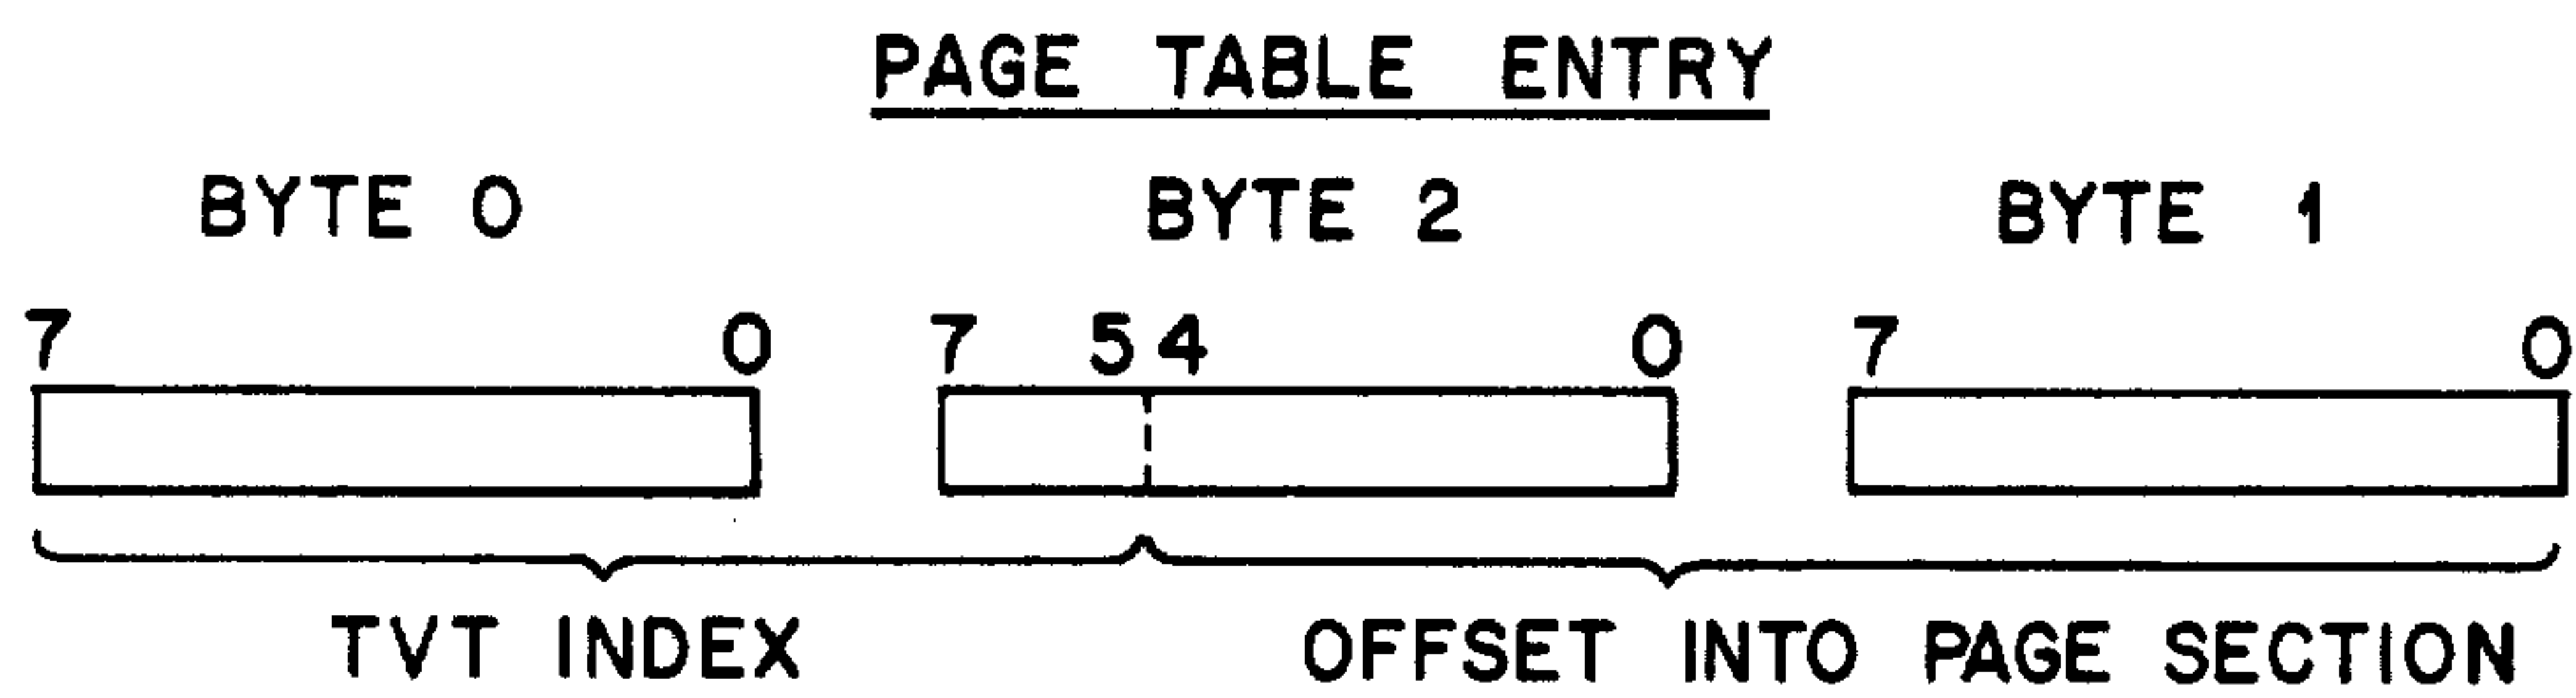 PAGE TABLE ENTRY
BYTE 0 BYTE 2 BYTE 1
7 0 7 5 4 0 7 0
TVT INDEX OFFSET INTO PAGE SECTION